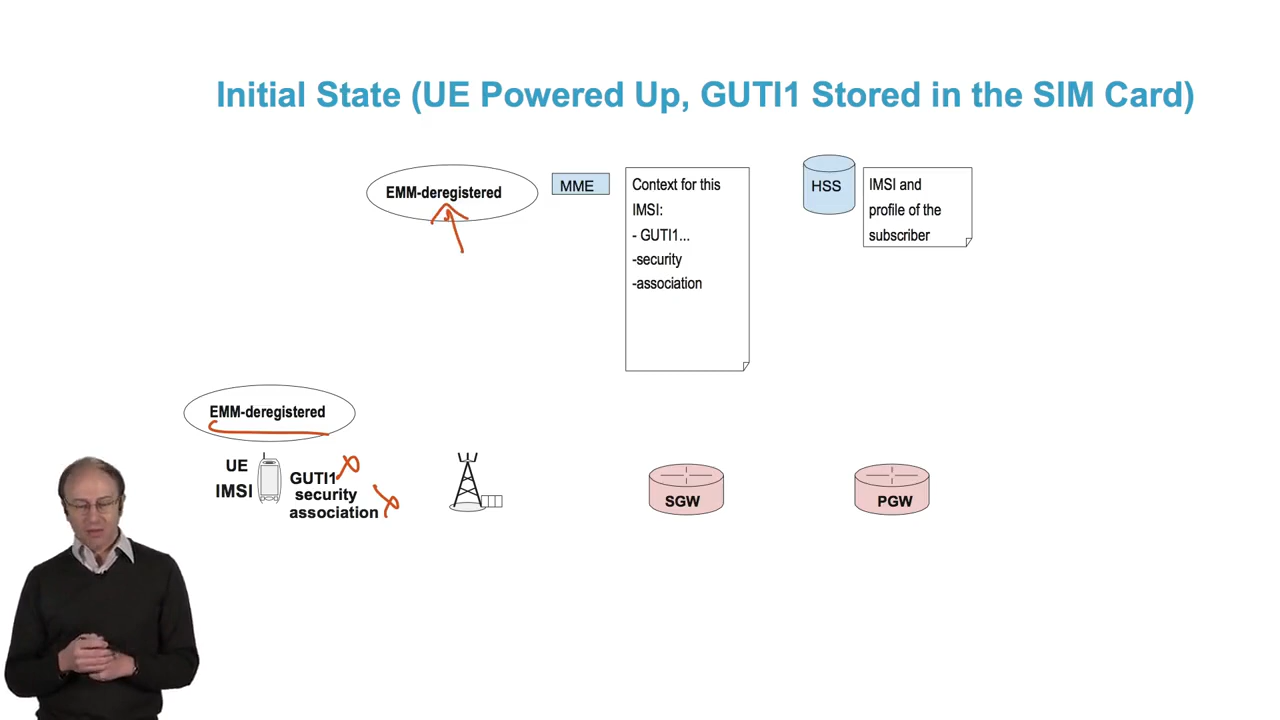 Initial State (UE Powered Up, GUTI1 Stored in the SIM Card)
EMM-deregistered
MME
Context for this
IMSI:
- GUTI1...
-security
-association
HSS
IMSI and
profile of the
subscriber
EMM-deregistered
UE
IMSI
GUTI1
security
association
SGW
PGW